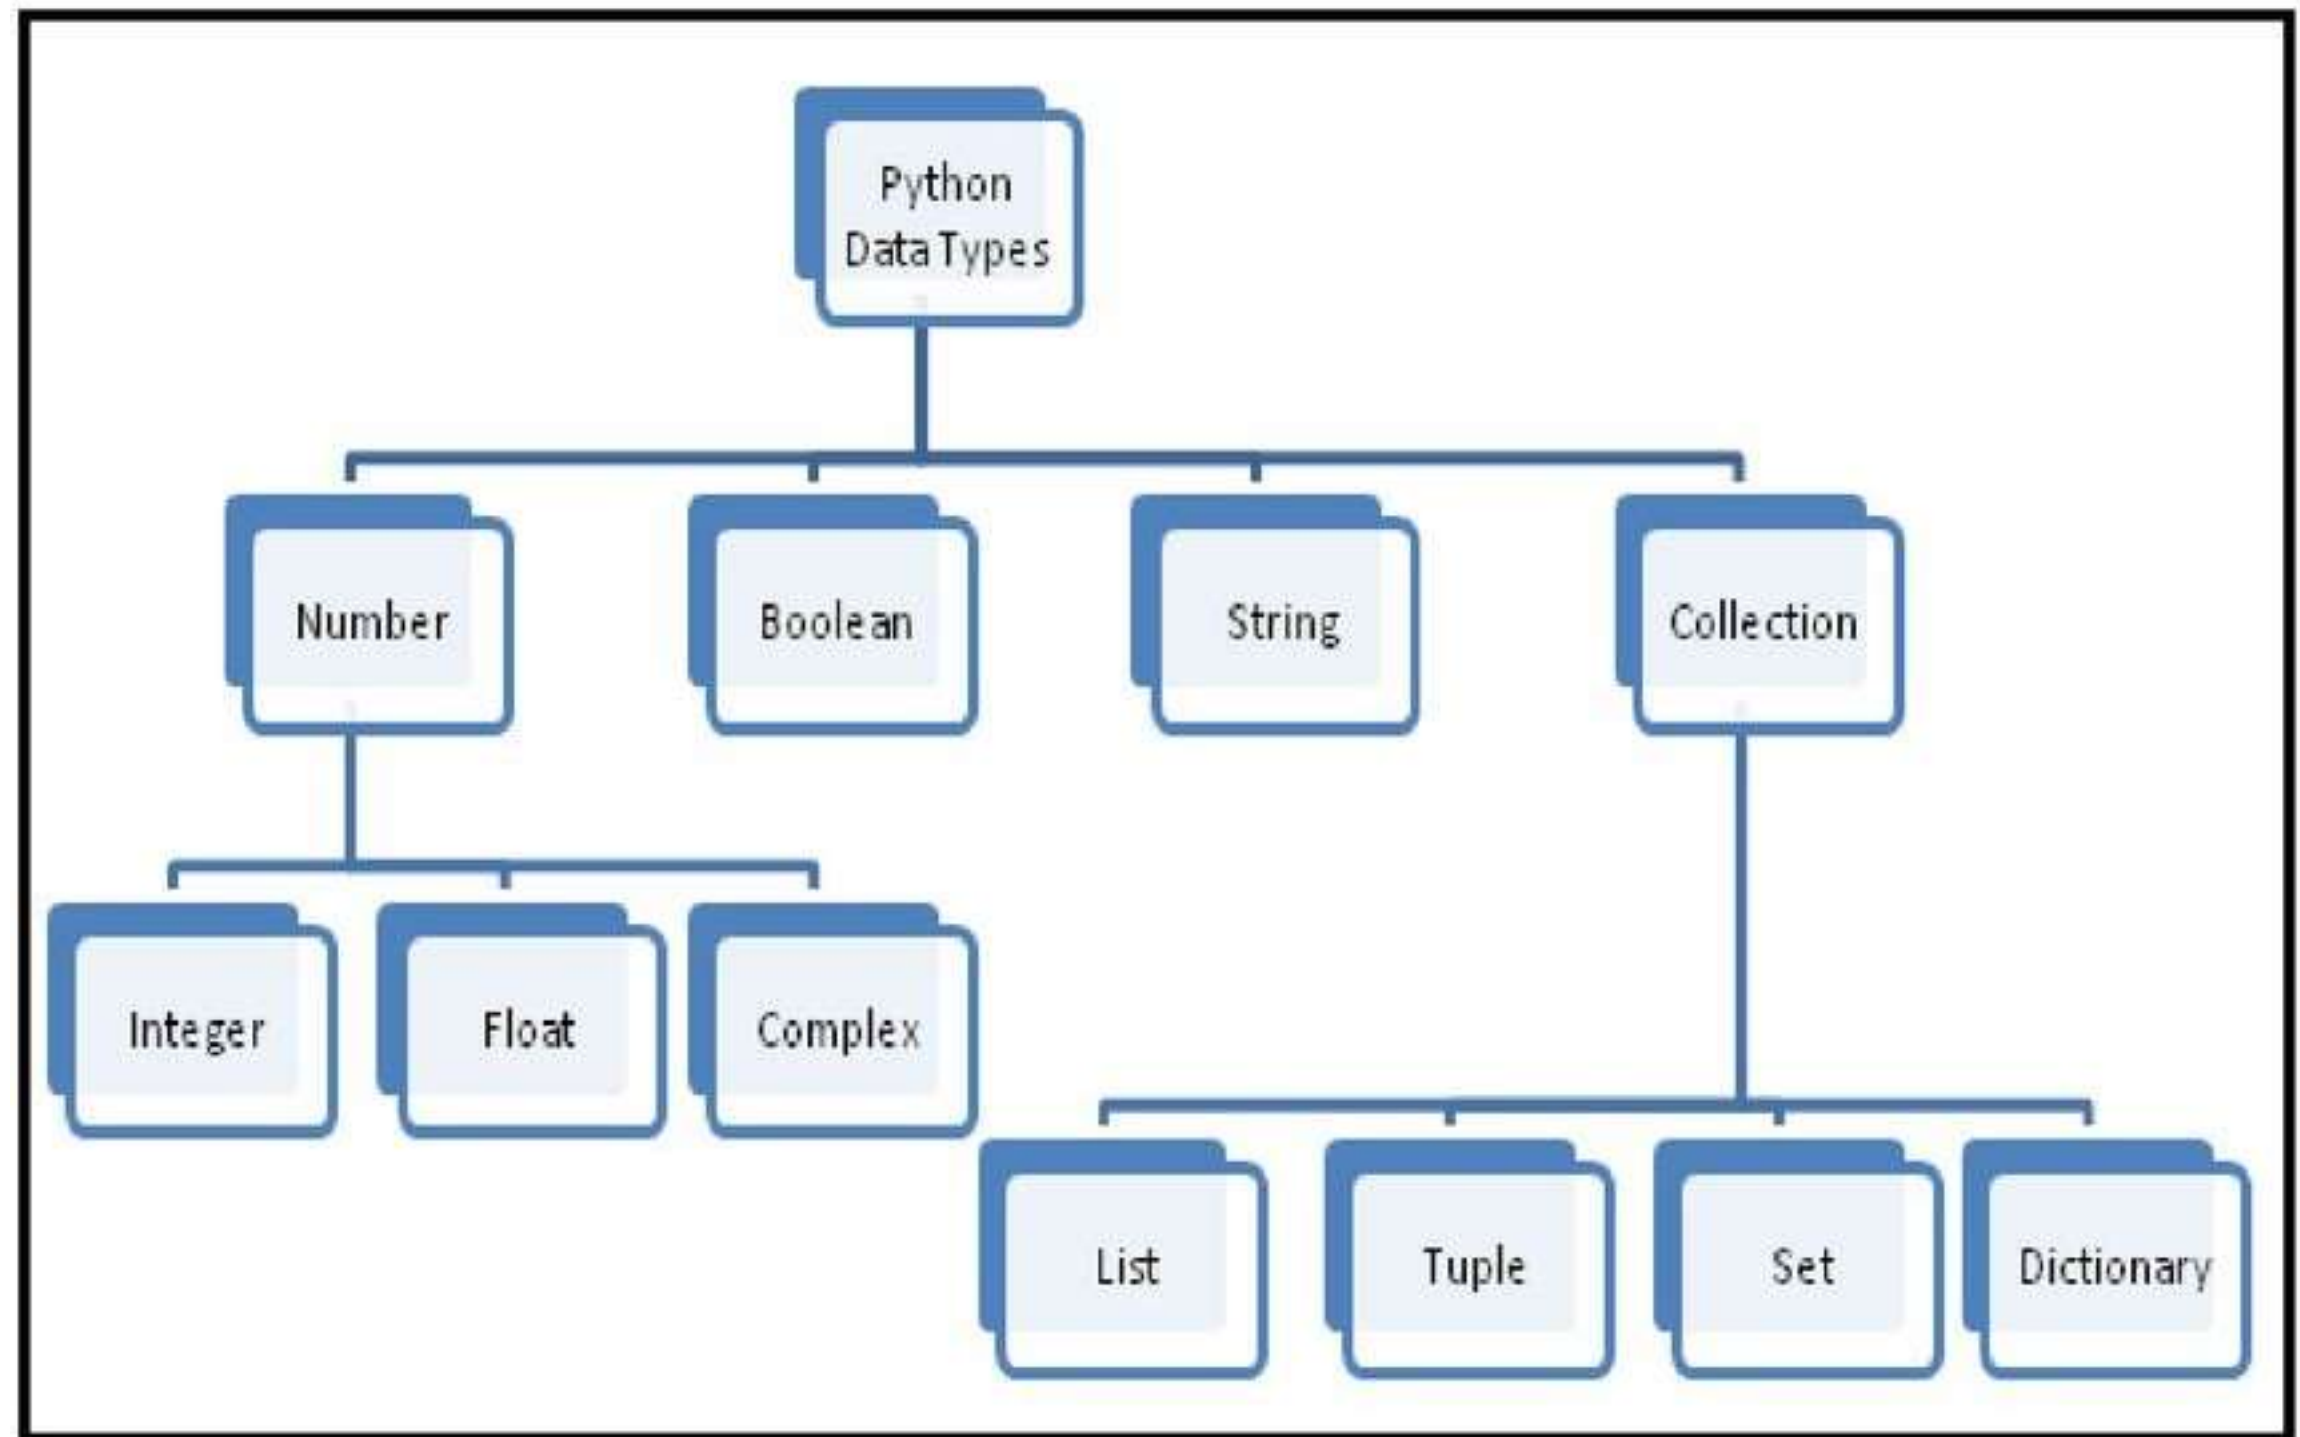 Python
Data Types
Number
Boolean
String
Collection
Integer
Float
Complex
List
Tuple
Set
Dictionary